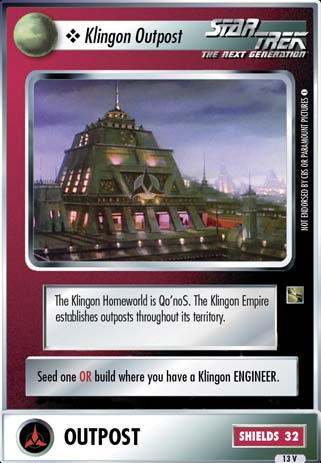 ❖ Klingon Outpost
STAR TREK
THE NEXT GENERATION
NOT ENDORSED BY CBS OR PARAMOUNT PICTURES
The Klingon Homeworld is Qo'noS. The Klingon Empire
establishes outposts throughout its territory.
Seed one OR build where you have a Klingon ENGINEER.
OUTPOST
SHIELDS 32
13 V